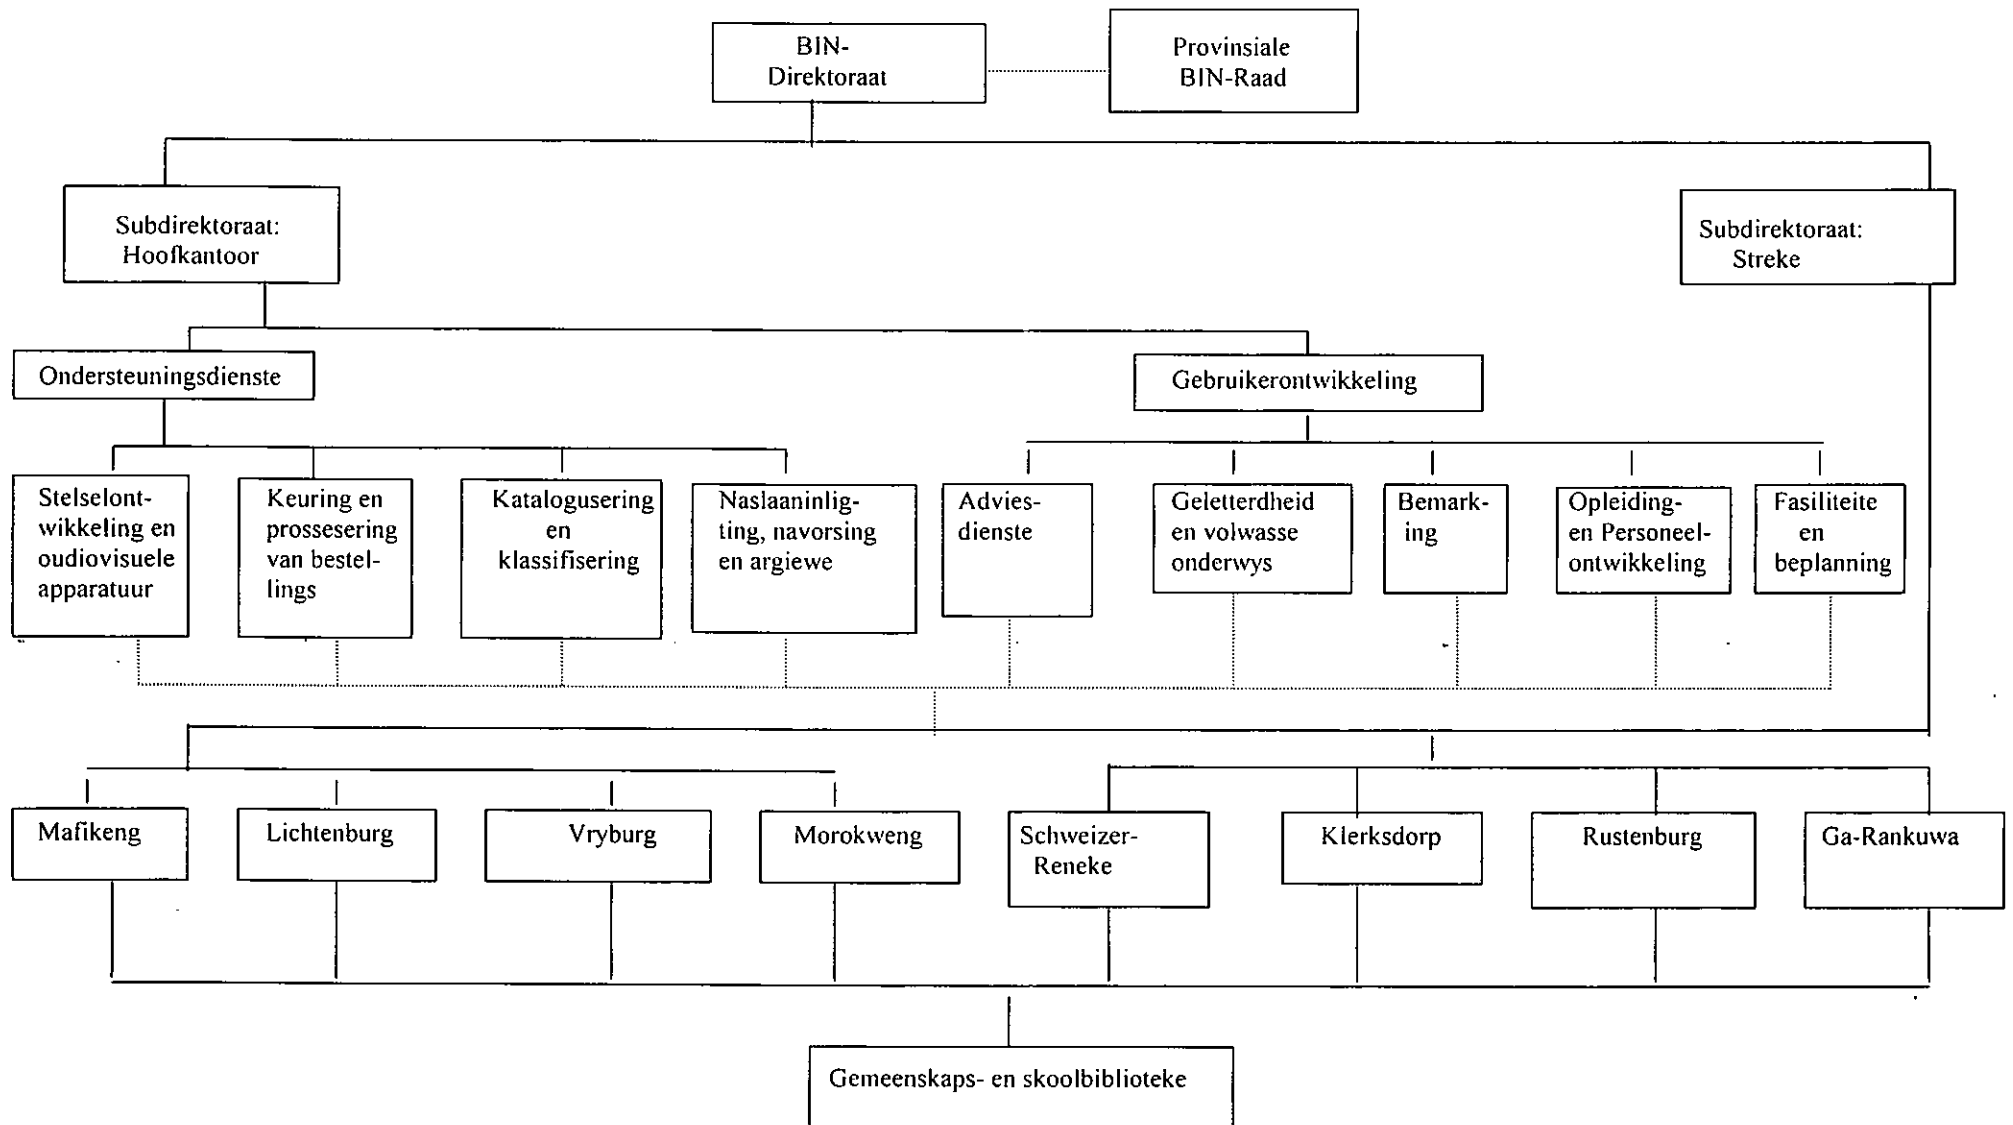 BIN-
Direktoraat
Provinsiale
BIN-Raad
Subdirektoraat:
Hoofkantoor
Subdirektoraat:
Streke
Ondersteuningsdienste
Gebruikerontwikkeling
Stelselont-
wikkeling en
oudiovisuele
apparatuur
Keuring en
prossesering
van bestel-
lings
Katalogusering
en
klassifisering
Naslaaninlig-
ting, navorsing
en argiewe
Advies-
dienste
Geletterdheid
en volwasse
onderwys
Bemark-
ing
Opleiding-
en Personeel-
ontwikkeling
Fasiliteite
en
beplanning
Mafikeng
Lichtenburg
Vryburg
Morokweng
Schweizer-
Reneke
Klerksdorp
Rustenburg
Ga-Rankuwa
Gemeenskaps- en skoolbiblioteke